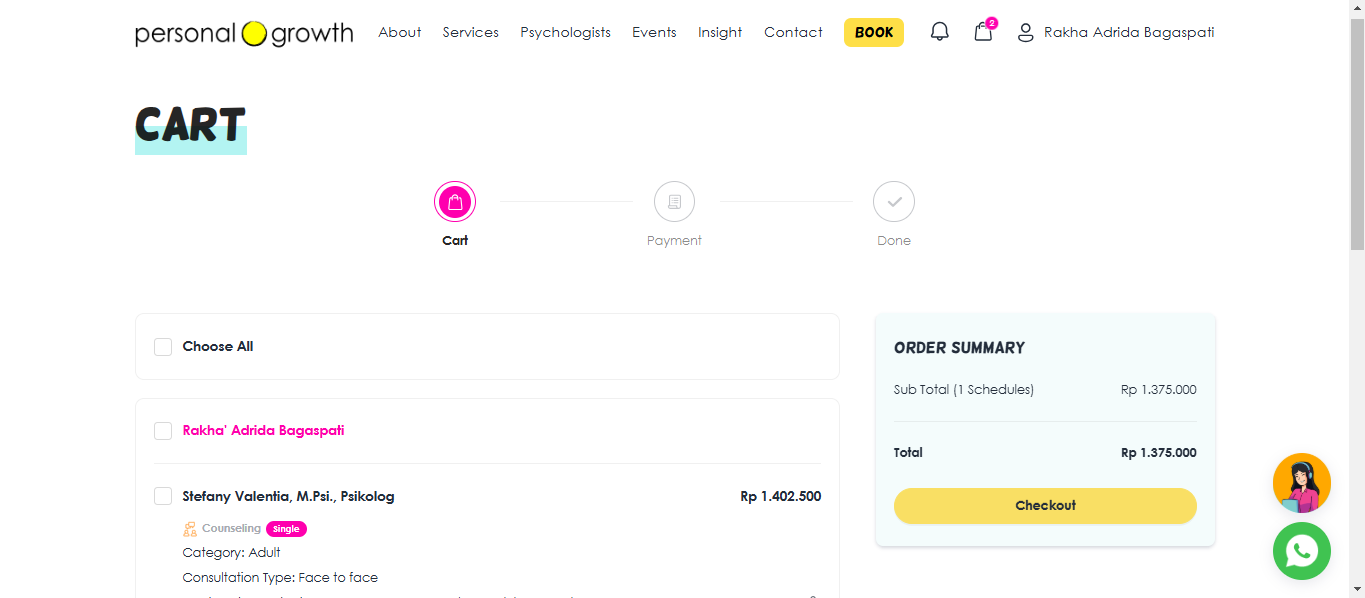 personal growth About Services Psychologists Events Insight Contact BOOK 2 Rakha Adrida Bagaspati
CART
Cart Payment Done
Choose All
Rakha' Adrida Bagaspati
Stefany Valentia, M.Psi., Psikolog Rp 1.402.500
Counseling Single
Category: Adult
Consultation Type: Face to face
ORDER SUMMARY
Sub Total (1 Schedules) Rp 1.375.000
Total Rp 1.375.000
Checkout